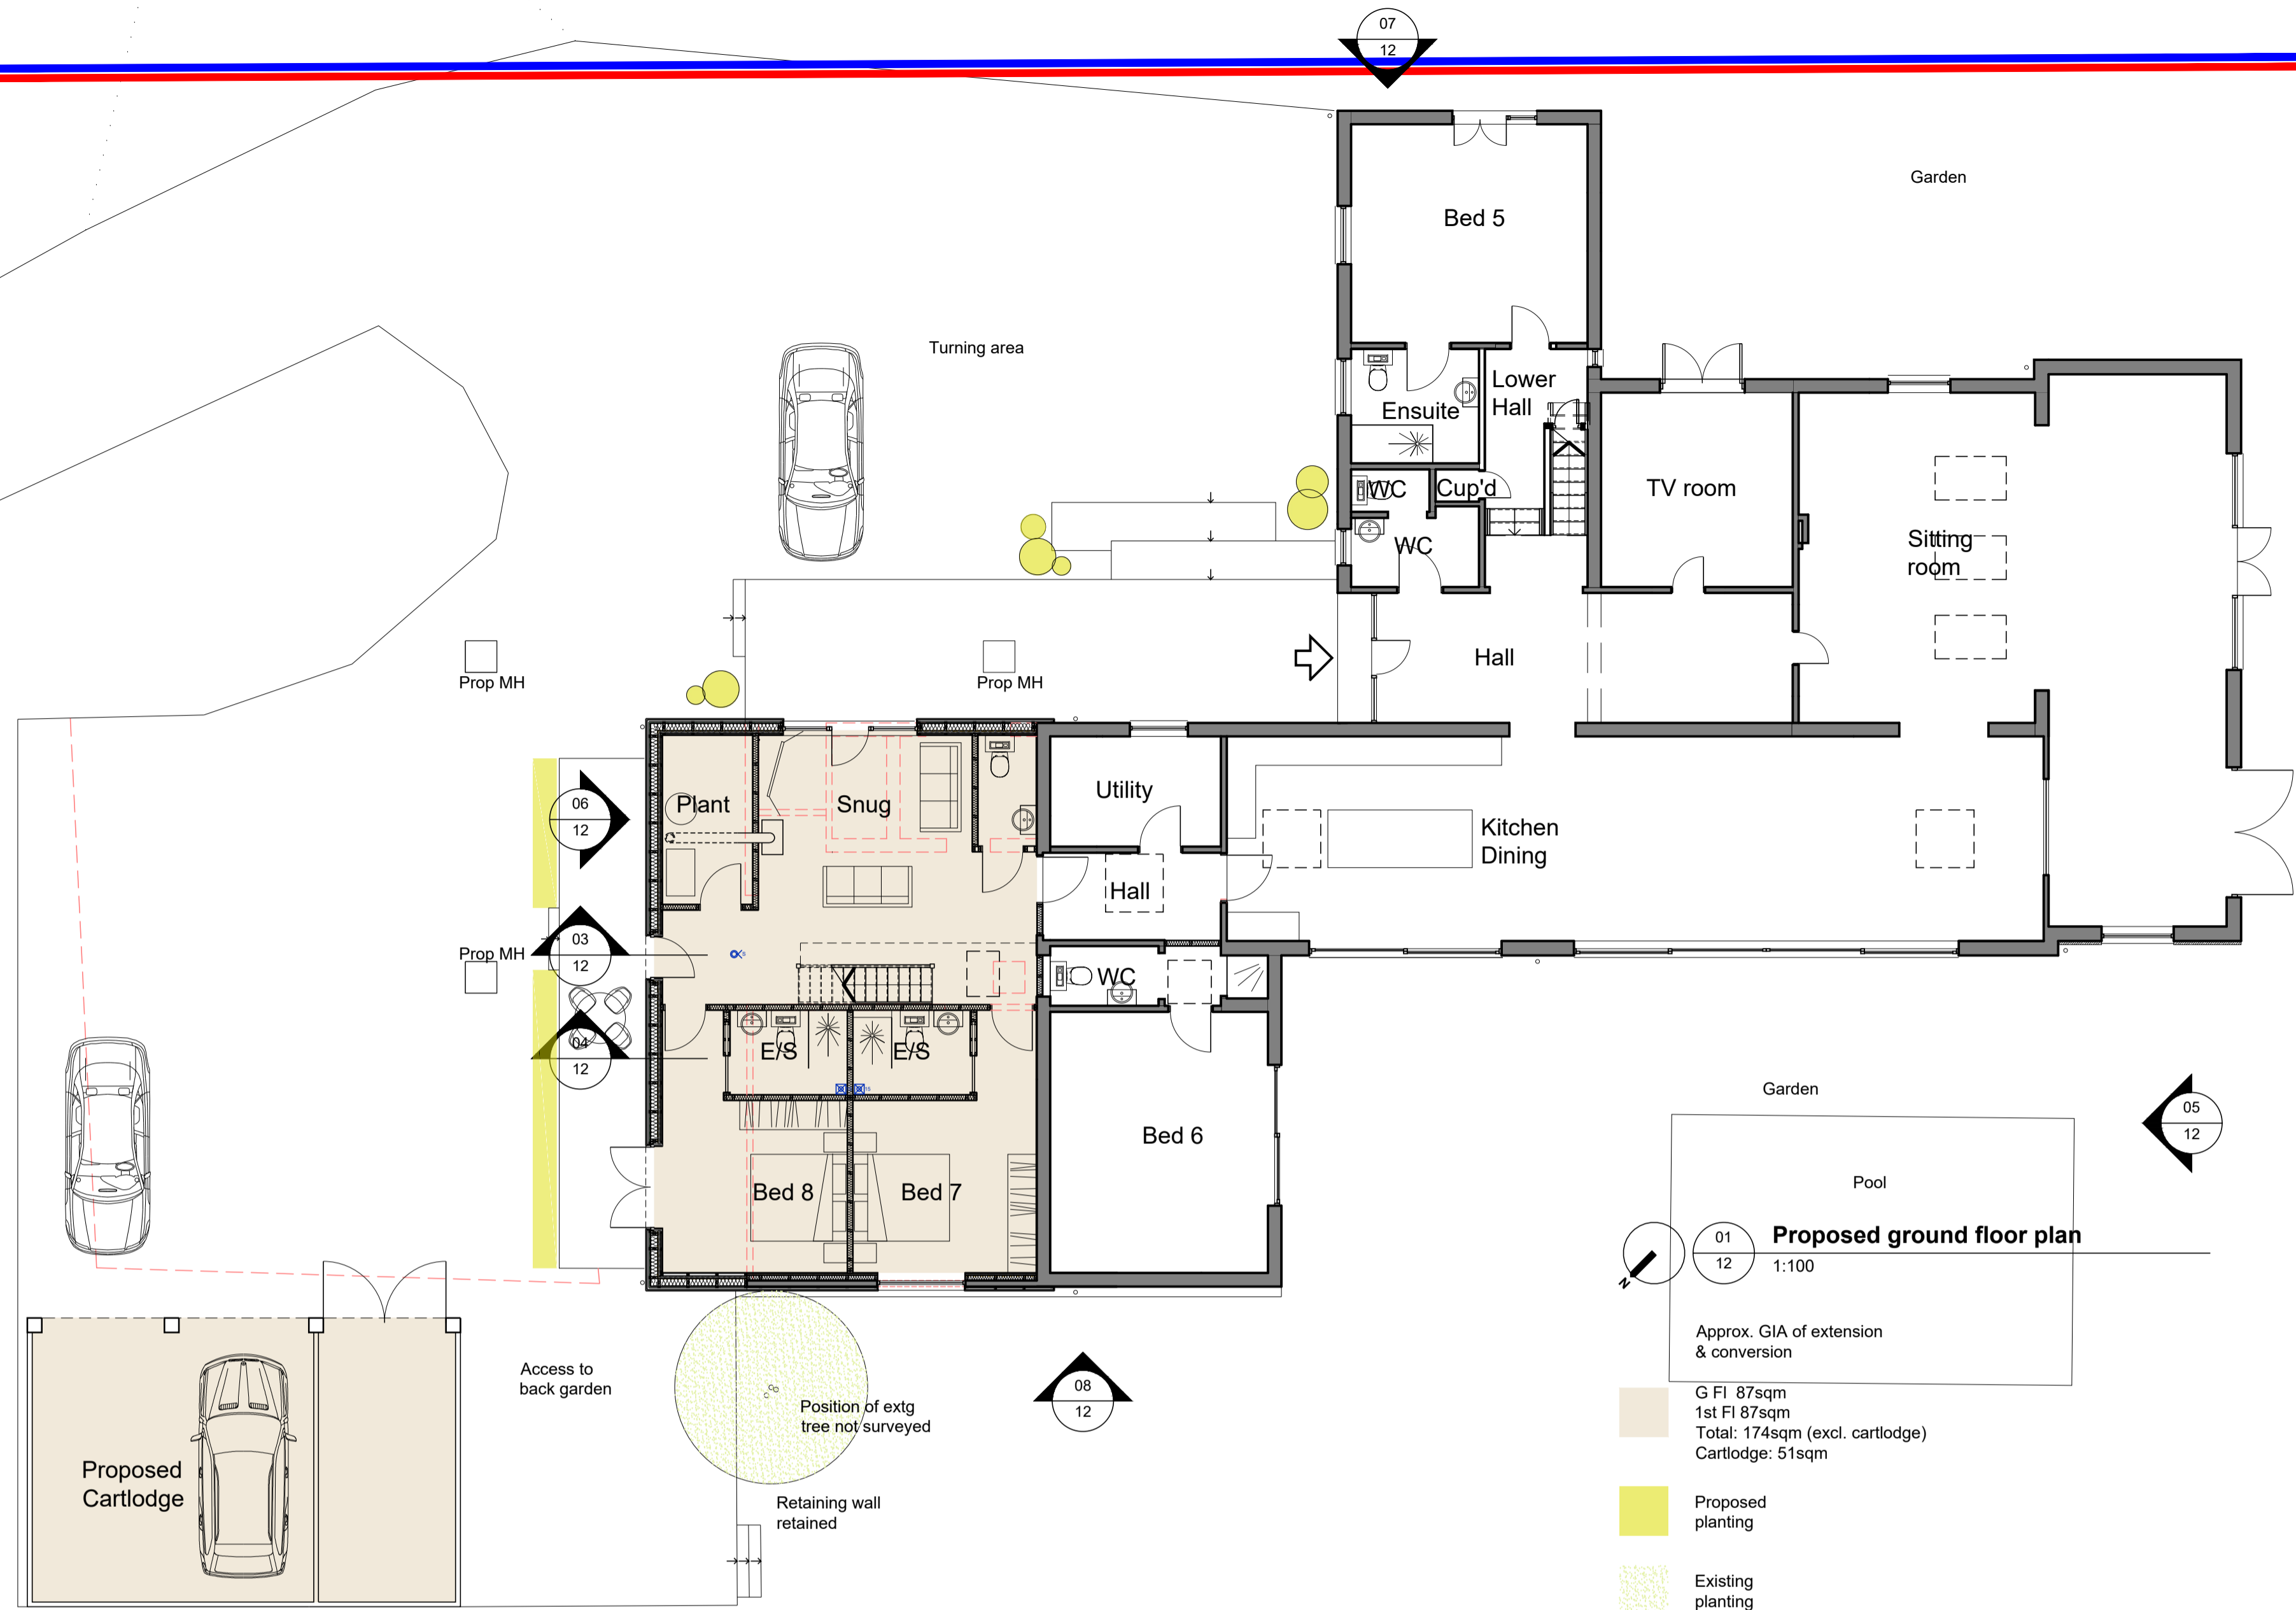 07
12
Garden
Bed 5
Turning area
Lower
Hall
Ensuite
WC
Cup'd
TV room
WC
Sitting
room
Hall
Prop MH
Prop MH
06
12
Plant
Snug
Utility
Kitchen
Dining
Hall
Prop MH
03
12
WC
04
12
E/S
E/S
Garden
05
12
Bed 6
Bed 8
Bed 7
Pool
N
01
12
Proposed ground floor plan
1:100
Approx. GIA of extension
& conversion
G Fl 87sqm
1st Fl 87sqm
Total: 174sqm (excl. cartlodge)
Cartlodge: 51sqm
Access to
back garden
08
12
Position of extg
tree not surveyed
Proposed
Cartlodge
Retaining wall
retained
Proposed
planting
Existing
planting